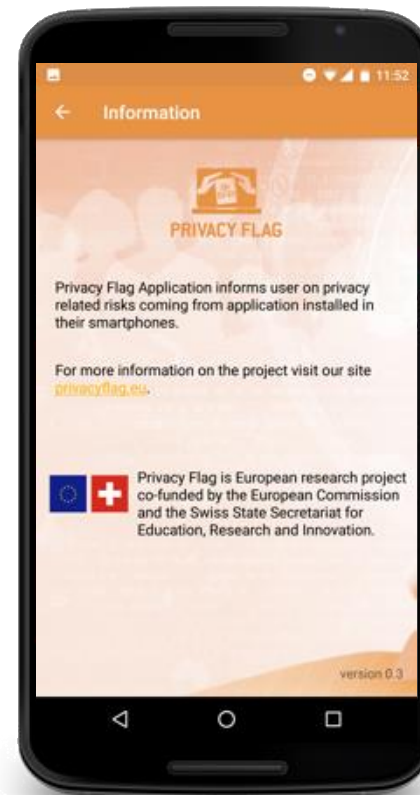 11:52
Information
PRIVACY FLAG
Privacy Flag Application informs user on privacy
related risks coming from application installed in
their smartphones.
For more information on the project visit our site
privacyflag.eu.
Privacy Flag is European research project
co-funded by the European Commission
and the Swiss State Secretariat for
Education, Research and Innovation.
version 0.3